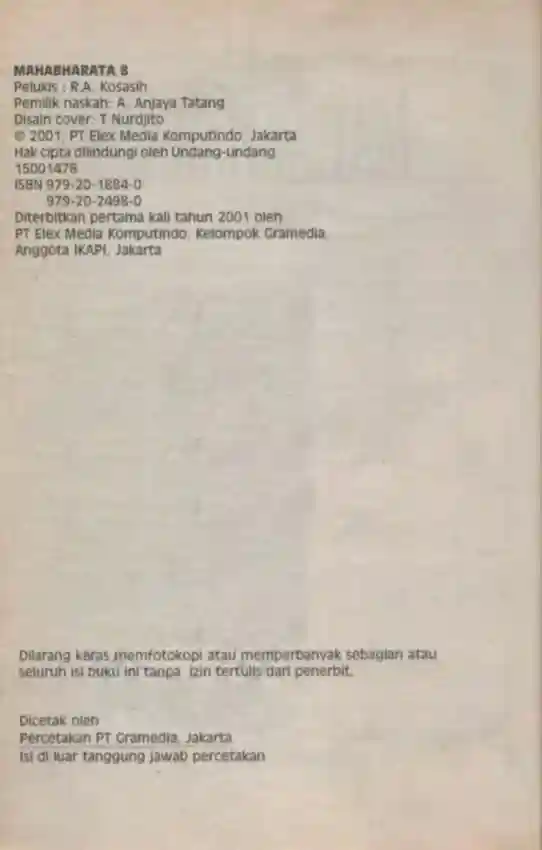 MAHABHARATA 8
Pelukis : R.A. Kosasih
Pemilik naskah: A. Anjaya Tatang
Disain cover: T Nurdjito
© 2001, PT Elex Media Komputindo, Jakarta
Hak cipta dilindungi oleh Undang-undang
15001478
ISBN 979-20-1884-0
979-20-2498-0
Diterbitkan pertama kali tahun 2001 oleh
PT Elex Media Komputindo, Kelompok Gramedia,
Anggota IKAPI, Jakarta
Dilarang keras memfotokopi atau memperbanyak sebagian atau
seluruh isi buku ini tanpa izin tertulis dari penerbit.
Dicetak oleh
Percetakan PT Gramedia, Jakarta
Isi di luar tanggung jawab percetakan